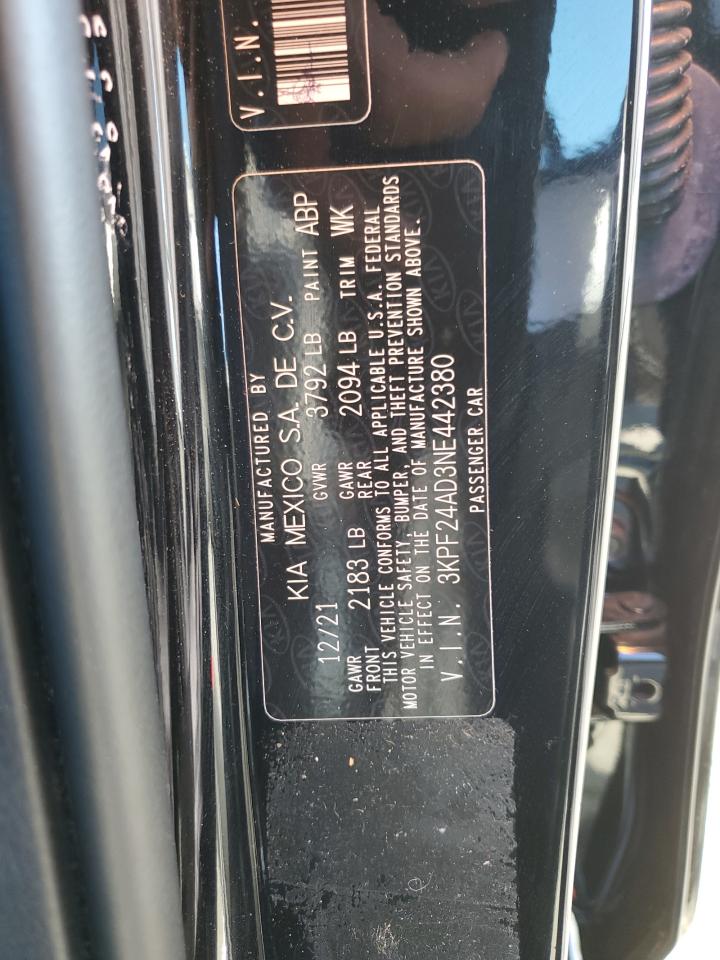 V.I.N.
MANUFACTURED BY
KIA MEXICO S.A. DE C.V.
12/21 GVWR 3792 LB PAINT ABP
GAWR FRONT 2183 LB GAWR REAR 2094 LB TRIM WK
THIS VEHICLE CONFORMS TO ALL APPLICABLE U.S.A. FEDERAL
MOTOR VEHICLE SAFETY, BUMPER, AND THEFT PREVENTION STANDARDS
IN EFFECT ON THE DATE OF MANUFACTURE SHOWN ABOVE.
V.I.N. 3KPF24AD3NE442380
PASSENGER CAR